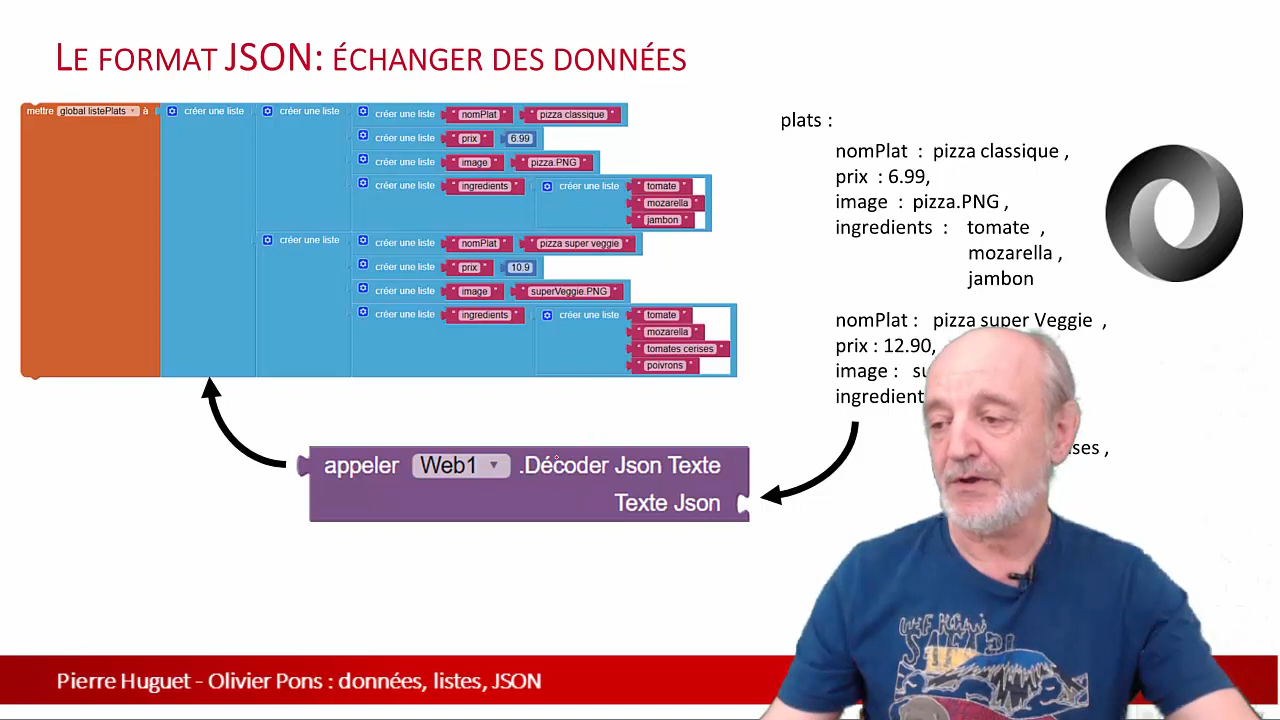 LE FORMAT JSON: ÉCHANGER DES DONNÉES
mettre global listePlats à créer une liste créer une liste créer une liste " nomPlat " " pizza classique "
créer une liste " prix " 6.99
créer une liste " image " " pizza.PNG "
créer une liste " ingredients " créer une liste " tomate "
" mozarella "
" jambon "
créer une liste créer une liste " nomPlat " " pizza super veggie "
créer une liste " prix " 10.9
créer une liste " image " " superVeggie.PNG "
créer une liste " ingredients " créer une liste " tomate "
" mozarella "
" tomates cerises "
" poivrons "
plats :
nomPlat : pizza classique ,
prix : 6.99,
image : pizza.PNG ,
ingredients : tomate ,
mozarella ,
jambon
nomPlat : pizza super Veggie ,
prix : 12.90,
image :
appeler Web1 .Décoder Json Texte
Texte Json
Pierre Huguet - Olivier Pons : données, listes, JSON